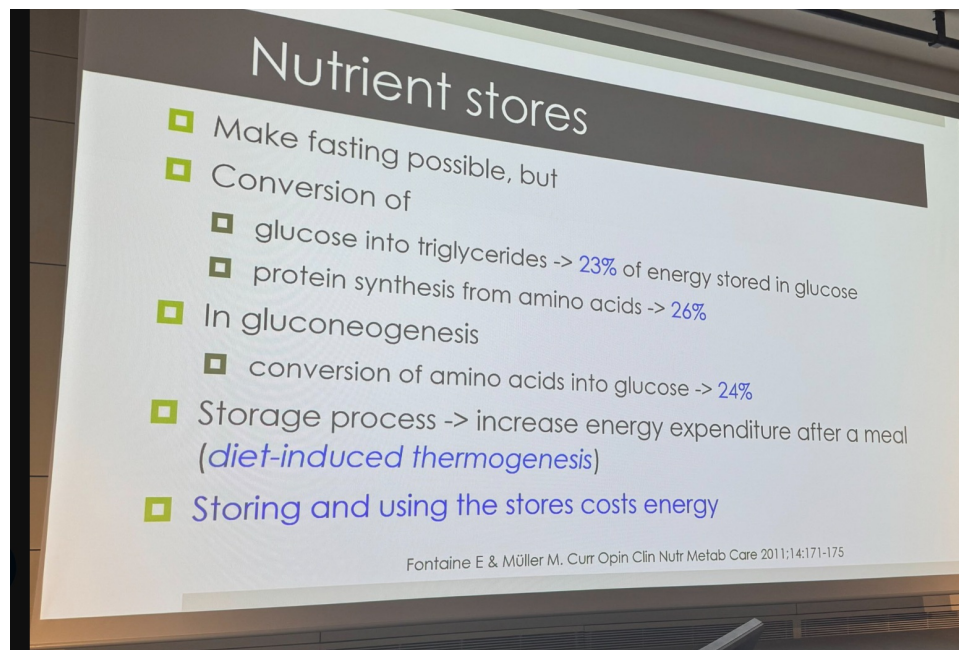 Nutrient stores
Make fasting possible, but
Conversion of
glucose into triglycerides -> 23% of energy stored in glucose
protein synthesis from amino acids -> 26%
In gluconeogenesis
conversion of amino acids into glucose -> 24%
Storage process -> increase energy expenditure after a meal
(diet-induced thermogenesis)
Storing and using the stores costs energy
Fontaine E & Müller M. Curr Opin Clin Nutr Metab Care 2011;14:171-175